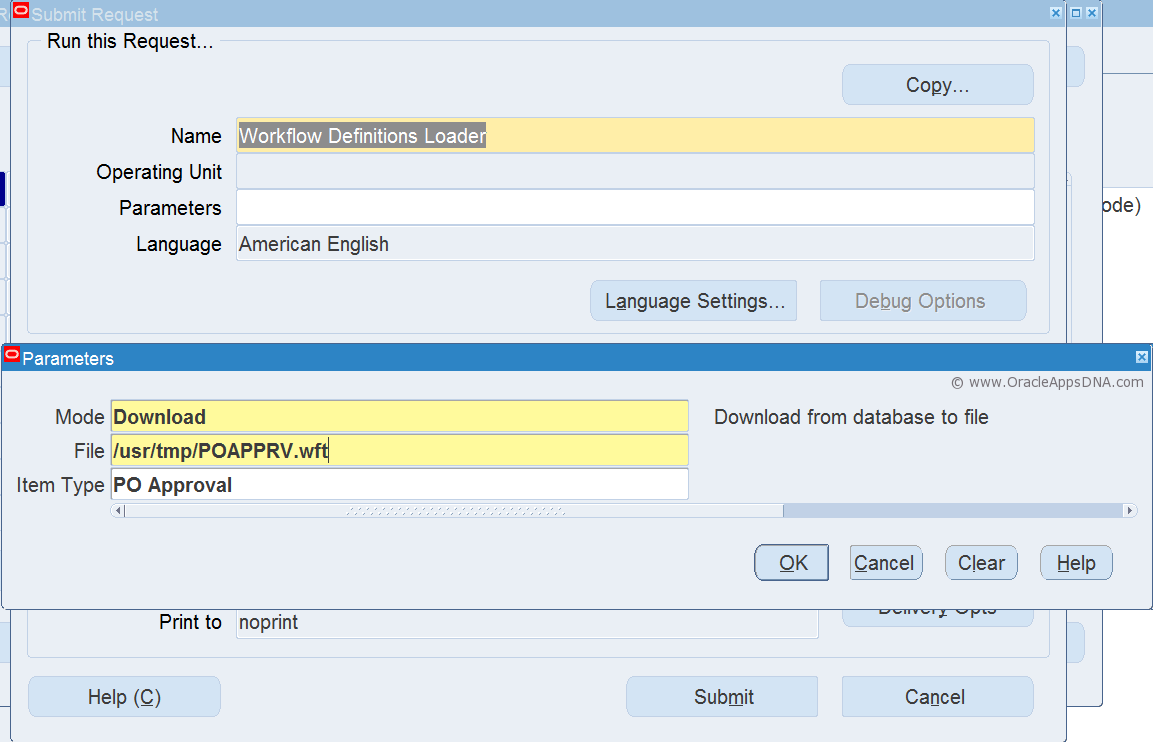 Submit Request
Run this Request...
Copy...
Name Workflow Definitions Loader
Operating Unit
Parameters
ode)
Language American English
Language Settings... Debug Options
Parameters
© www.OracleAppsDNA.com
Mode Download Download from database to file
File /usr/tmp/POAPPRV.wft
Item Type PO Approval
OK Cancel Clear Help
Delivery Opts
Print to noprint
Help (C) Submit Cancel